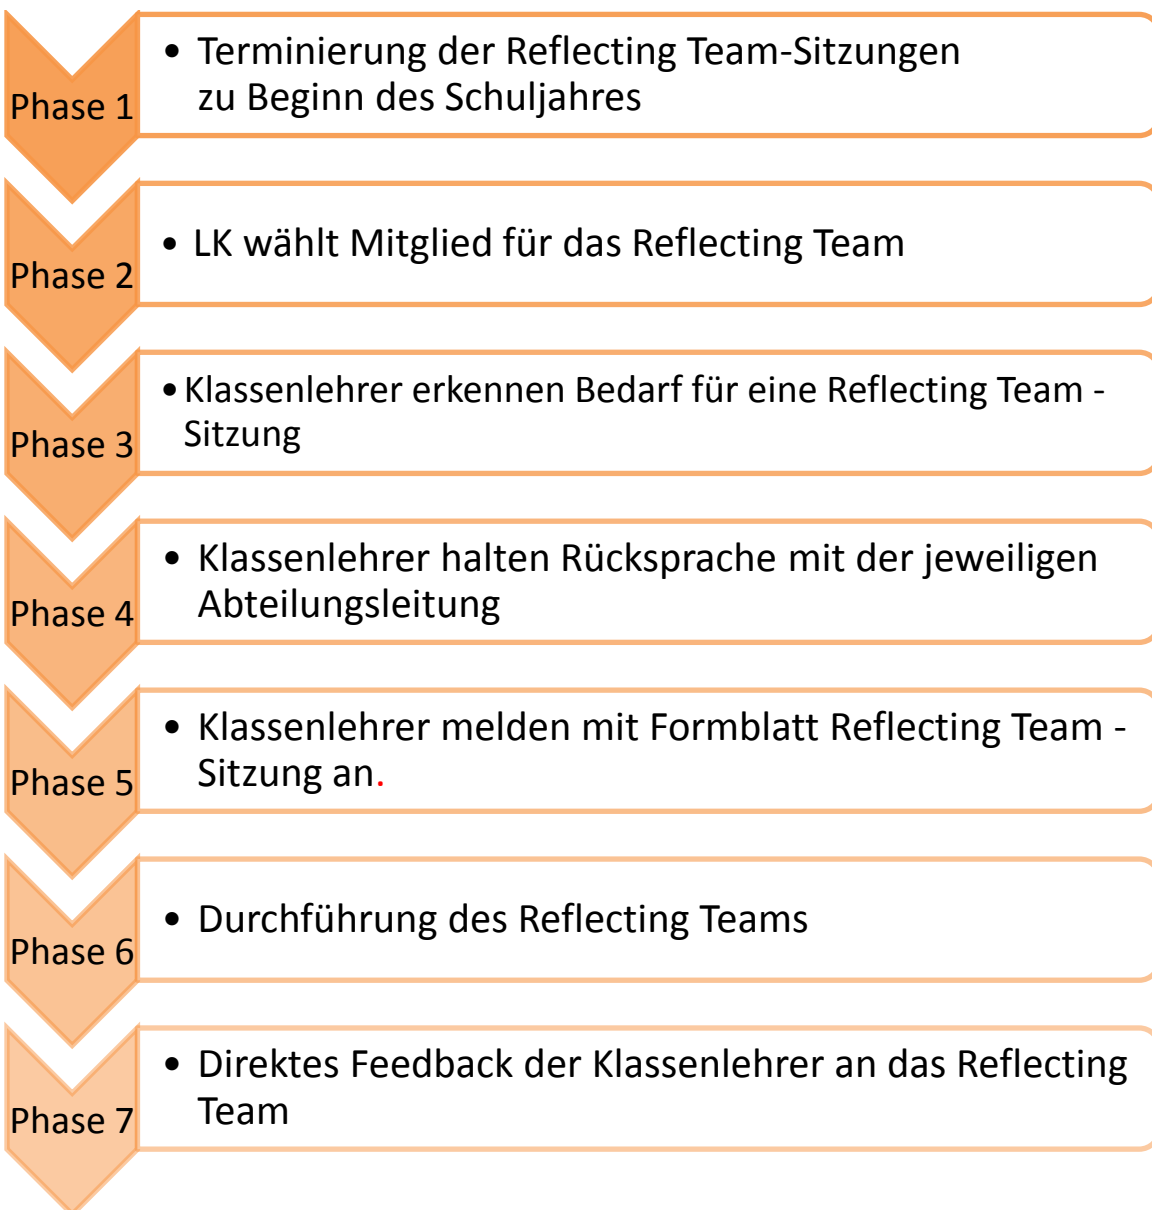 Phase 1
• Terminierung der Reflecting Team-Sitzungen
zu Beginn des Schuljahres
Phase 2
• LK wählt Mitglied für das Reflecting Team
Phase 3
• Klassenlehrer erkennen Bedarf für eine Reflecting Team -
Sitzung
Phase 4
• Klassenlehrer halten Rücksprache mit der jeweiligen
Abteilungsleitung
Phase 5
• Klassenlehrer melden mit Formblatt Reflecting Team -
Sitzung an.
Phase 6
• Durchführung des Reflecting Teams
Phase 7
• Direktes Feedback der Klassenlehrer an das Reflecting
Team